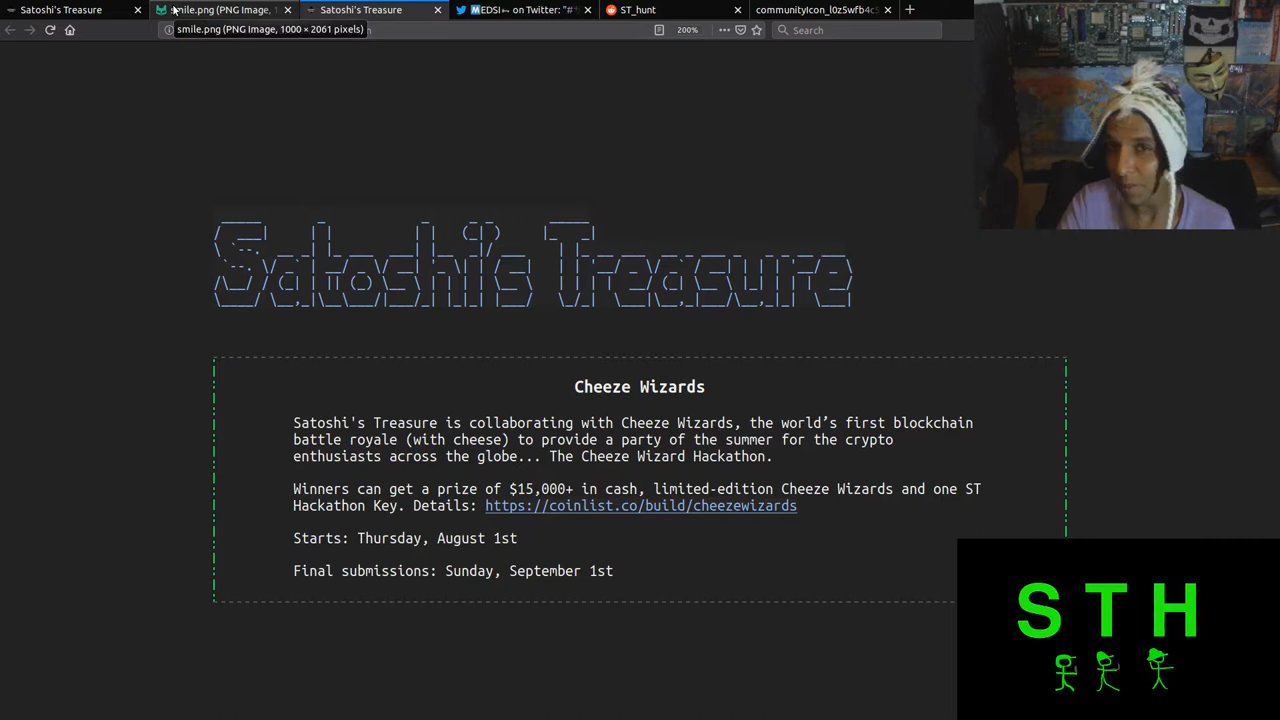 Satoshi's Treasure
smile.png (PNG Image, 1
Satoshi's Treasure
MEDSI on Twitter: "#
ST_hunt
communityIcon_l0z5wfb4c5
smile.png (PNG Image, 1000 × 2061 pixels)
200%
Search
Satoshi's Treasure
Cheeze Wizards
Satoshi's Treasure is collaborating with Cheeze Wizards, the world’s first blockchain
battle royale (with cheese) to provide a party of the summer for the crypto
enthusiasts across the globe... The Cheeze Wizard Hackathon.
Winners can get a prize of $15,000+ in cash, limited-edition Cheeze Wizards and one ST
Hackathon Key. Details: https://coinlist.co/build/cheezewizards
Starts: Thursday, August 1st
Final submissions: Sunday, September 1st
STH